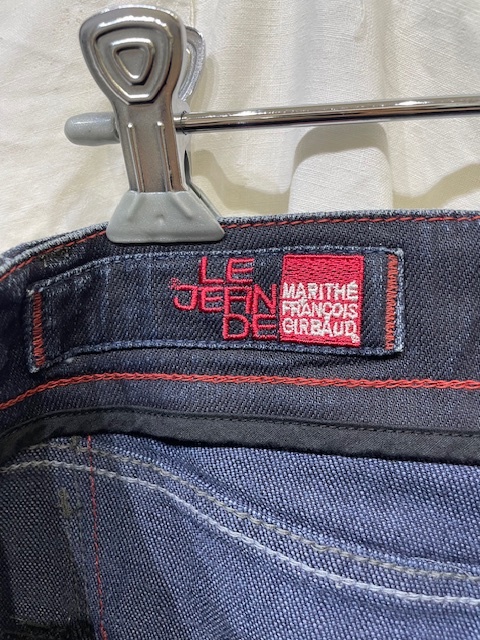 LE
JEAN
DE
MARITHÉ
FRANÇOIS
GIRBAUD